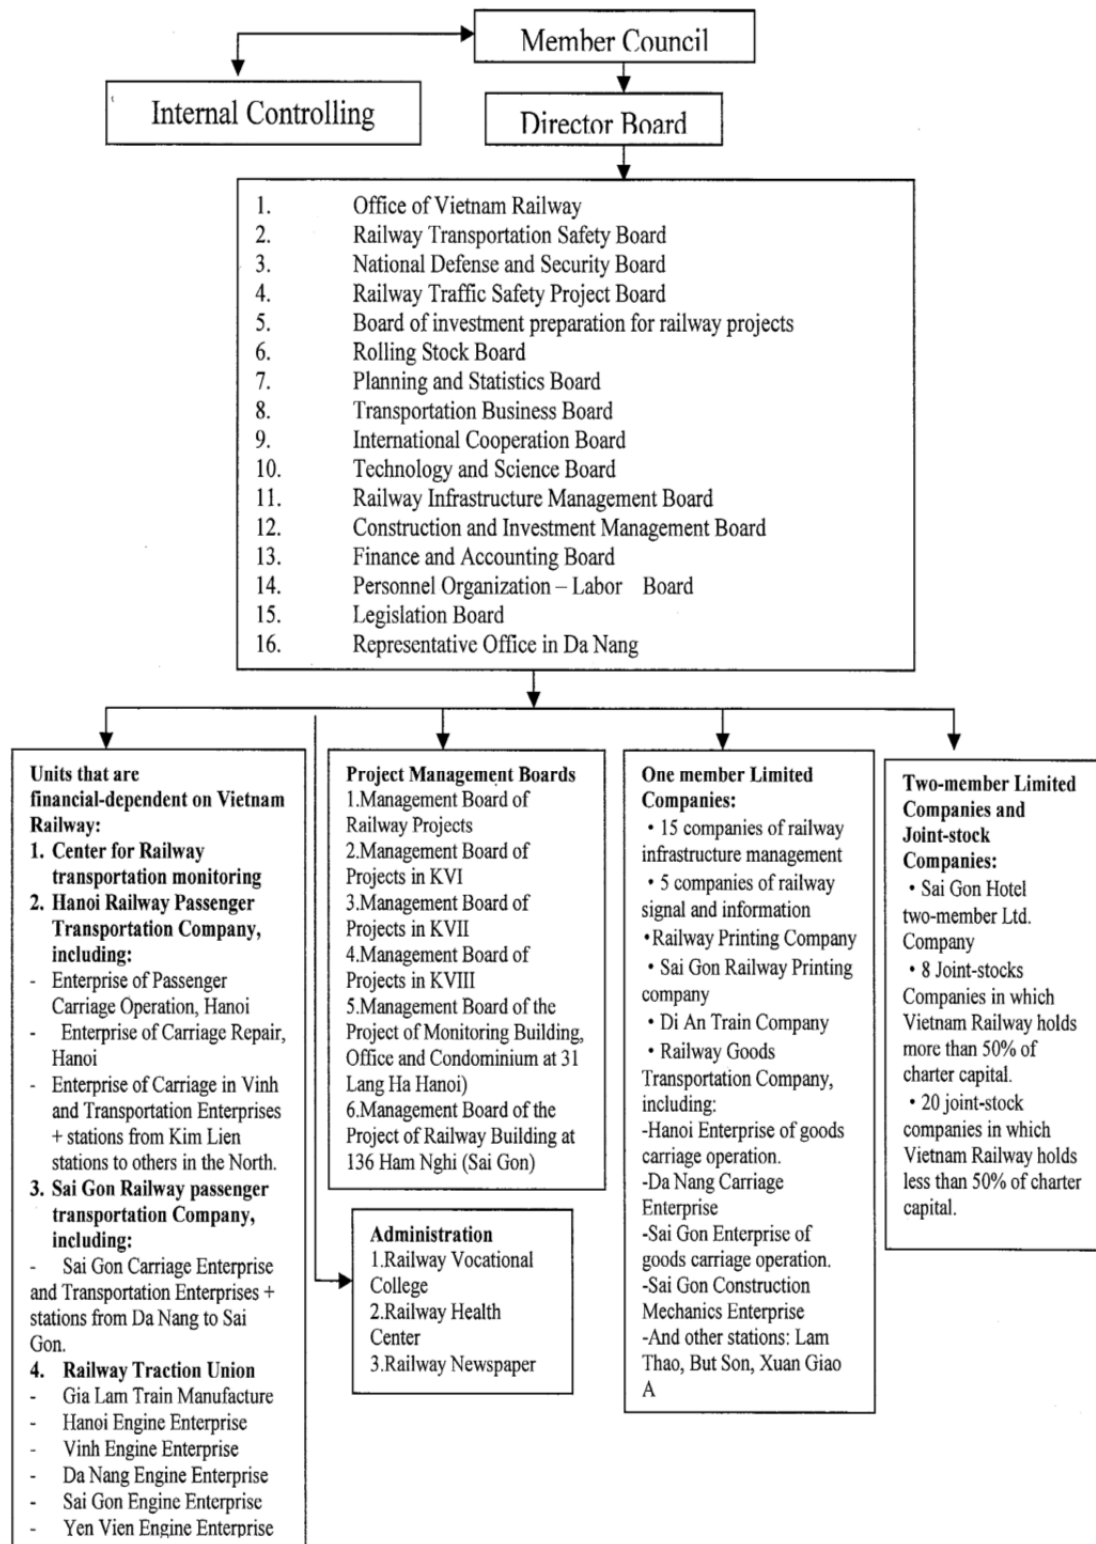 Member Council
Internal Controlling
Director Board
1. Office of Vietnam Railway
2. Railway Transportation Safety Board
3. National Defense and Security Board
4. Railway Traffic Safety Project Board
5. Board of investment preparation for railway projects
6. Rolling Stock Board
7. Planning and Statistics Board
8. Transportation Business Board
9. International Cooperation Board
10. Technology and Science Board
11. Railway Infrastructure Management Board
12. Construction and Investment Management Board
13. Finance and Accounting Board
14. Personnel Organization – Labor Board
15. Legislation Board
16. Representative Office in Da Nang
Units that are
financial-dependent on Vietnam
Railway:
1. Center for Railway
transportation monitoring
2. Hanoi Railway Passenger
Transportation Company,
including:
- Enterprise of Passenger
Carriage Operation, Hanoi
- Enterprise of Carriage Repair,
Hanoi
- Enterprise of Carriage in Vinh
and Transportation Enterprises
+ stations from Kim Lien
stations to others in the North.
3. Sai Gon Railway passenger
transportation Company,
including:
- Sai Gon Carriage Enterprise
and Transportation Enterprises +
stations from Da Nang to Sai
Gon.
4. Railway Traction Union
- Gia Lam Train Manufacture
- Hanoi Engine Enterprise
- Vinh Engine Enterprise
- Da Nang Engine Enterprise
- Sai Gon Engine Enterprise
- Yen Vien Engine Enterprise
Project Management Boards
1.Management Board of
Railway Projects
2.Management Board of
Projects in KVI
3.Management Board of
Projects in KVII
4.Management Board of
Projects in KVIII
5.Management Board of the
Project of Monitoring Building,
Office and Condominium at 31
Lang Ha Hanoi)
6.Management Board of the
Project of Railway Building at
136 Ham Nghi (Sai Gon)
Administration
1.Railway Vocational
College
2.Railway Health
Center
3.Railway Newspaper
One member Limited
Companies:
• 15 companies of railway
infrastructure management
• 5 companies of railway
signal and information
•Railway Printing Company
• Sai Gon Railway Printing
company
• Di An Train Company
• Railway Goods
Transportation Company,
including:
-Hanoi Enterprise of goods
carriage operation.
-Da Nang Carriage
Enterprise
-Sai Gon Enterprise of
goods carriage operation.
-Sai Gon Construction
Mechanics Enterprise
-And other stations: Lam
Thao, But Son, Xuan Giao
A
Two-member Limited
Companies and
Joint-stock
Companies:
• Sai Gon Hotel
two-member Ltd.
Company
• 8 Joint-stocks
Companies in which
Vietnam Railway holds
more than 50% of
charter capital.
• 20 joint-stock
companies in which
Vietnam Railway holds
less than 50% of charter
capital.